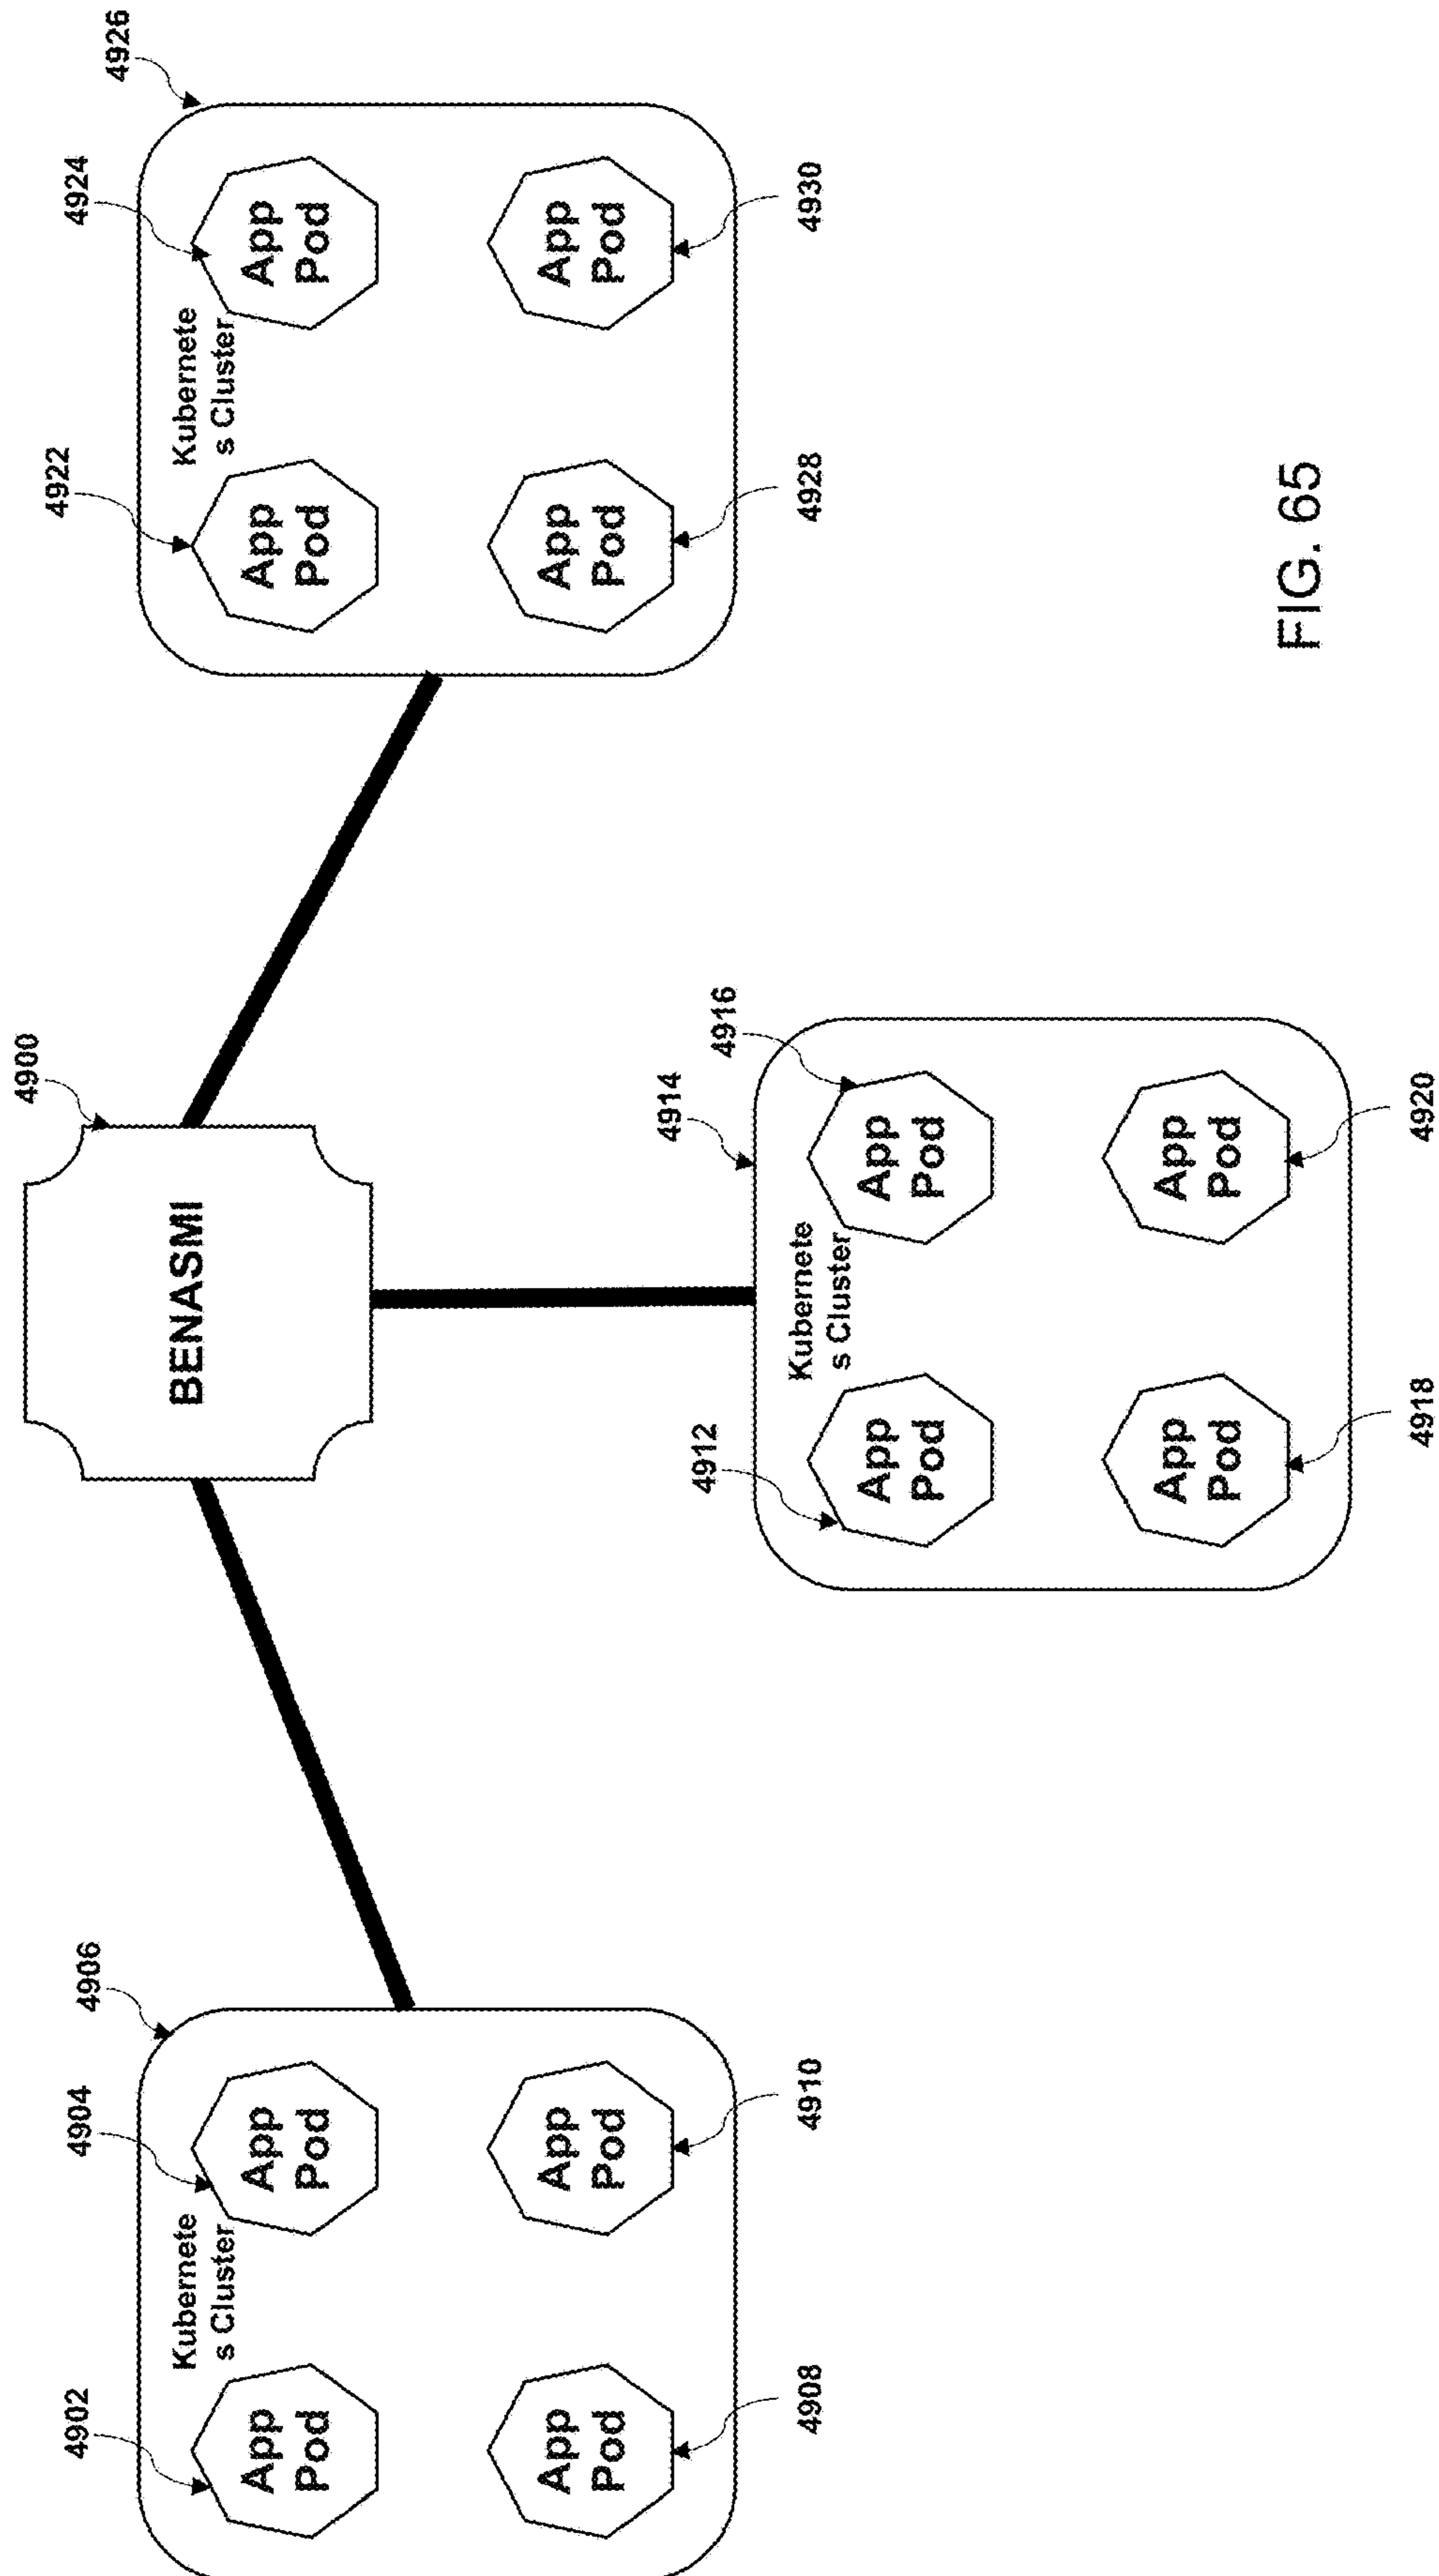 4900
BENASMI
4902
4904
4906
Kubernete
s Cluster
App
Pod
App
Pod
App
Pod
App
Pod
4908
4910
4912
4914
4916
Kubernete
s Cluster
App
Pod
App
Pod
App
Pod
App
Pod
4918
4920
4922
4924
4926
Kubernete
s Cluster
App
Pod
App
Pod
App
Pod
App
Pod
4928
4930
FIG. 65